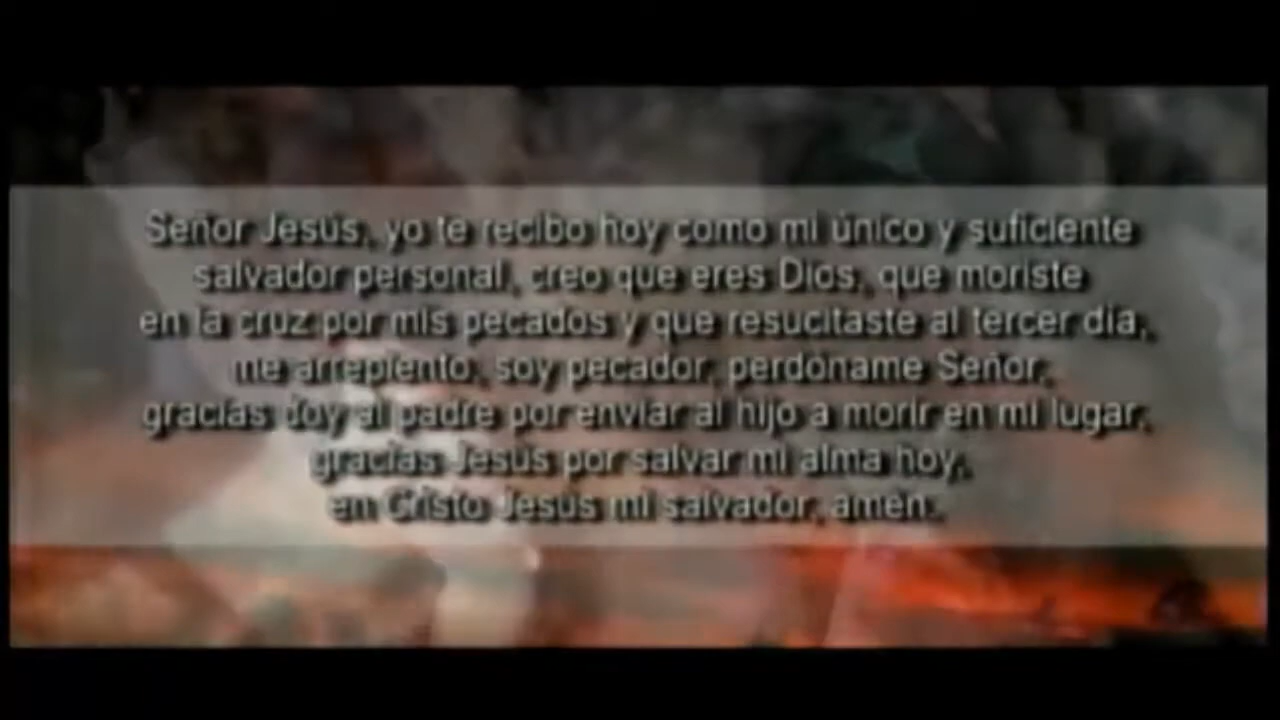 Señor Jesús, yo te recibo hoy como mi único y suficiente
salvador personal, creo que eres Dios, que moriste
en la cruz por mis pecados y que resucitaste al tercer día,
me arrepiento, soy pecador, perdóname Señor,
gracias doy al padre por enviar al hijo a morir en mi lugar,
gracias Jesús por salvar mi alma hoy,
en Cristo Jesús mi salvador, amén.